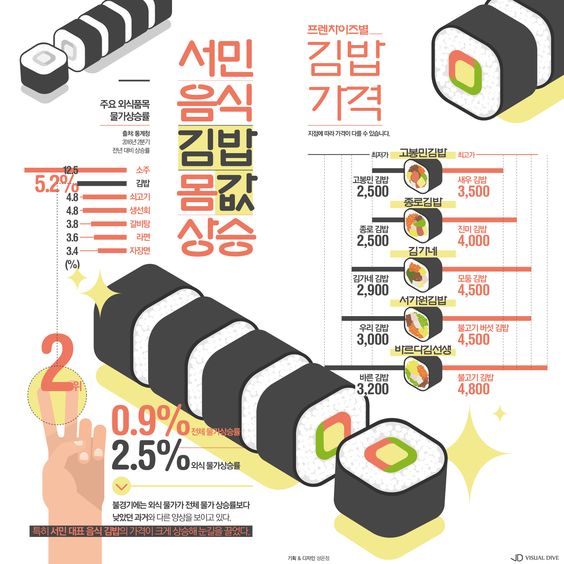 서민
음식
김밥
몸값
상승
주요 외식품목
물가상승률
출처: 통계청
2016년 2분기
전년 대비 상승률
12.5 소주
5.2% 김밥
4.8 쇠고기
4.8 생선회
3.8 갈비탕
3.6 라면
3.4 자장면
(%)
프렌차이즈별
김밥
가격
지점에 따라 가격이 다를 수 있습니다.
최저가 고봉민김밥 최고가
고봉민 김밥 새우 김밥
2,500 3,500
종로김밥
종로 김밥 진미 김밥
2,500 4,000
김가네
김가네 김밥 모둠 김밥
2,900 4,500
서가원김밥
우리 김밥 불고기 버섯 김밥
3,000 4,500
바르다김선생
바른 김밥 불고기 김밥
3,200 4,800
2위
0.9% 전체 물가상승률
2.5% 외식 물가상승률
불경기에는 외식 물가가 전체 물가 상승률보다
낮았던 과거와 다른 양상을 보이고 있다.
특히 서민 대표 음식 김밥의 가격이 크게 상승해 눈길을 끌었다.
기획 & 디자인 성은정
JD VISUAL DIVE